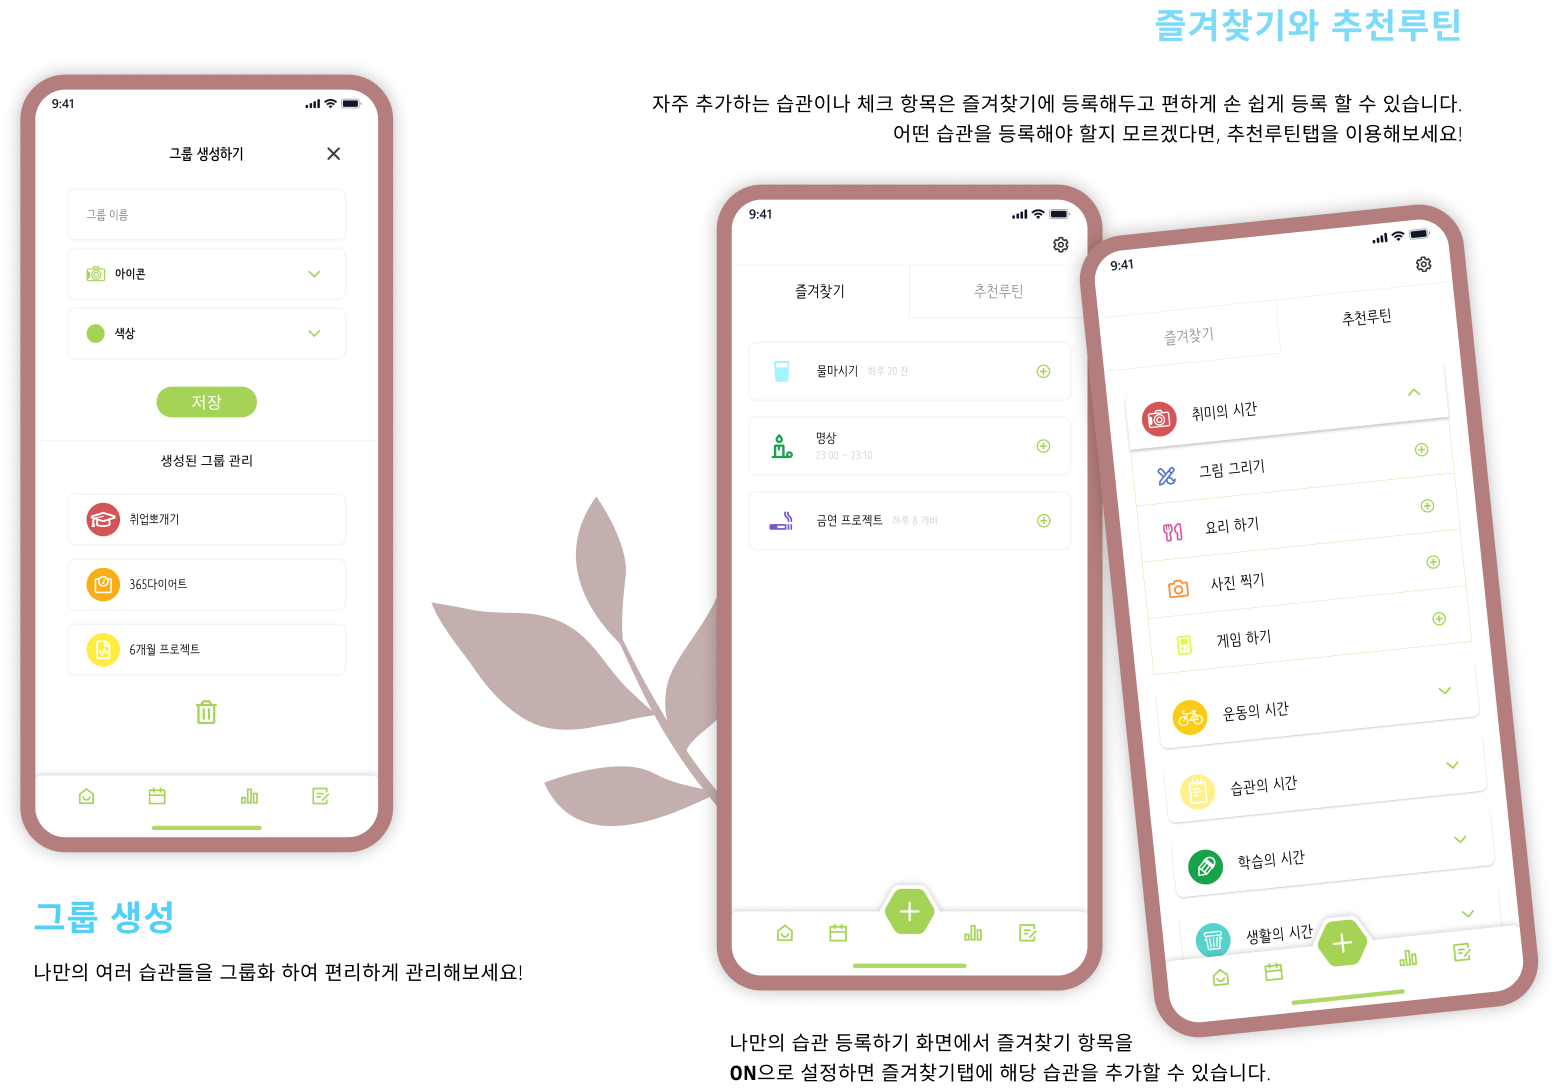 즐겨찾기와 추천루틴
자주 추가하는 습관이나 체크 항목은 즐겨찾기에 등록해두고 편하게 손 쉽게 등록 할 수 있습니다.
어떤 습관을 등록해야 할지 모르겠다면, 추천루틴탭을 이용해보세요!
9:41
그룹 생성하기
그룹 이름
아이콘
색상
저장
생성된 그룹 관리
취업뽀개기
365다이어트
6개월 프로젝트
그룹 생성
나만의 여러 습관들을 그룹화 하여 편리하게 관리해보세요!
9:41
즐겨찾기
추천루틴
물마시기 하루 20 잔
명상
23:00 ~ 23:10
금연 프로젝트 하루 8 개비
9:41
즐겨찾기
추천루틴
취미의 시간
그림 그리기
요리 하기
사진 찍기
게임 하기
운동의 시간
습관의 시간
학습의 시간
생활의 시간
나만의 습관 등록하기 화면에서 즐겨찾기 항목을
ON으로 설정하면 즐겨찾기탭에 해당 습관을 추가할 수 있습니다.